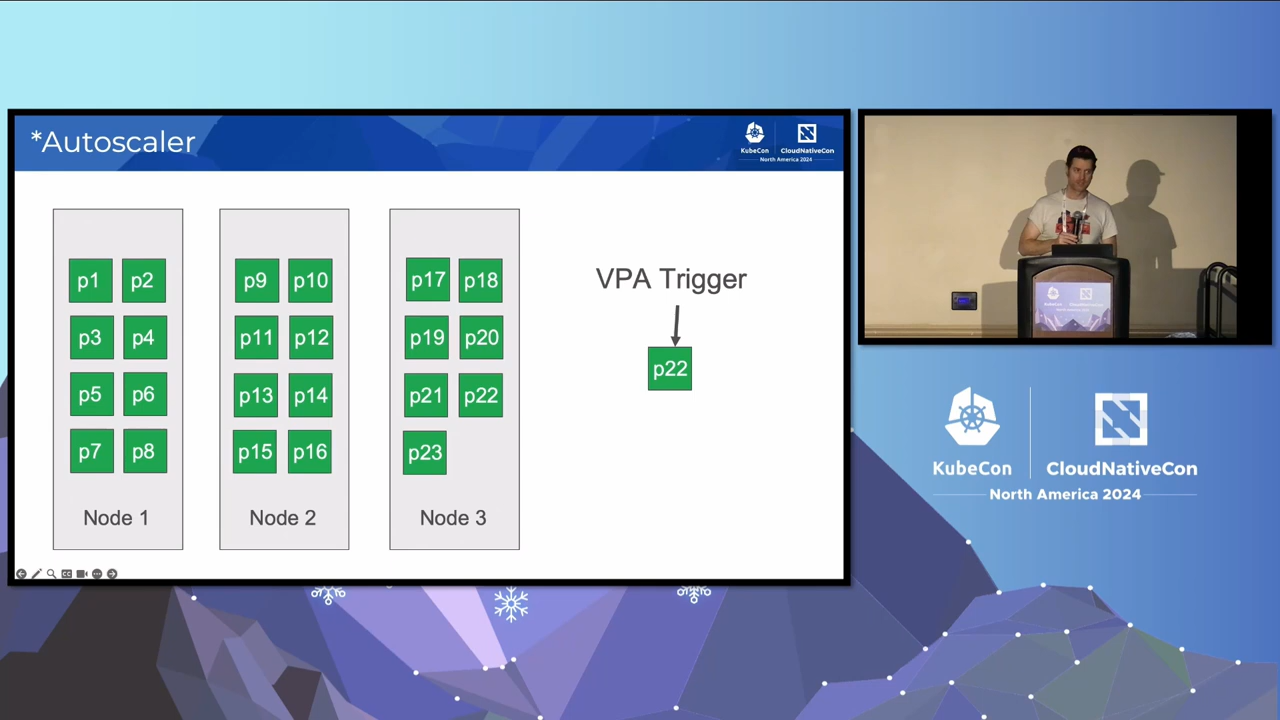 *Autoscaler
KubeCon
CloudNativeCon
North America 2024
p1 p2
p3 p4
p5 p6
p7 p8
Node 1
p9 p10
p11 p12
p13 p14
p15 p16
Node 2
p17 p18
p19 p20
p21 p22
p23
Node 3
VPA Trigger
p22
KubeCon
CloudNativeCon
North America 2024